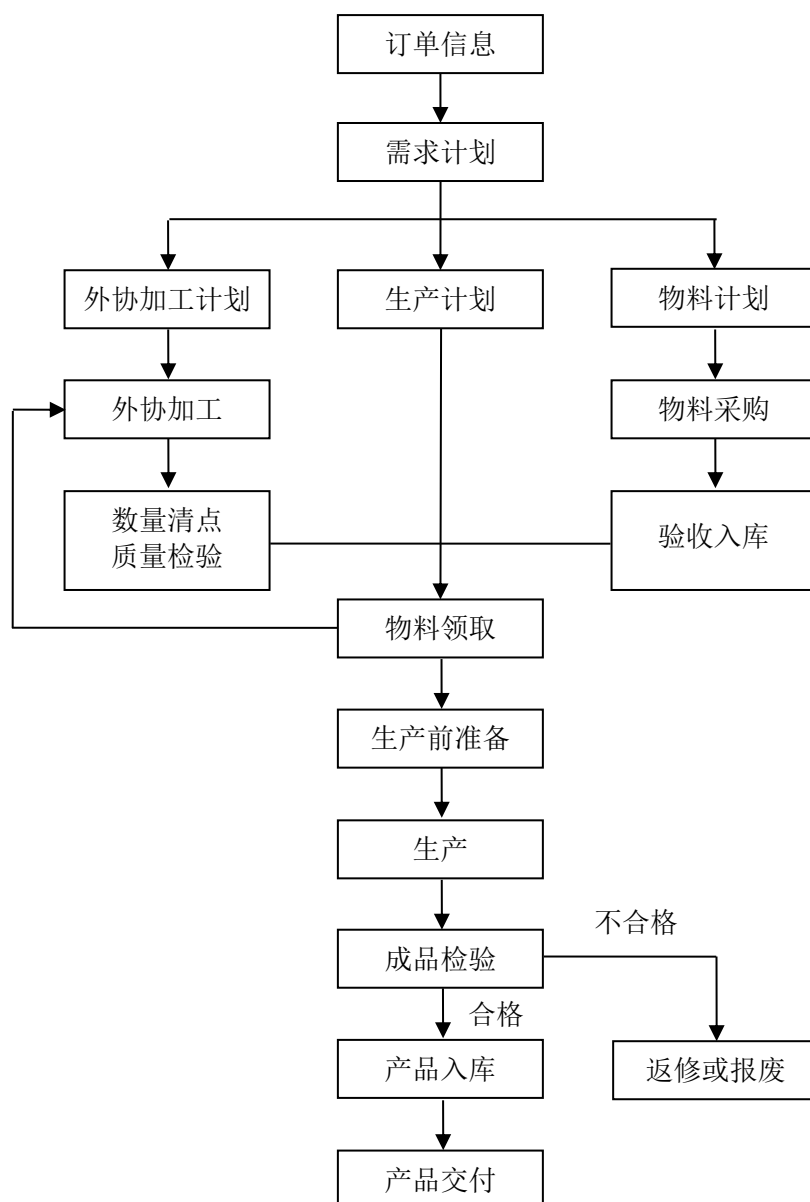 订单信息
需求计划
外协加工计划
生产计划
物料计划
外协加工
物料采购
数量清点
质量检验
验收入库
物料领取
生产前准备
生产
不合格
成品检验
合格
产品入库
返修或报废
产品交付